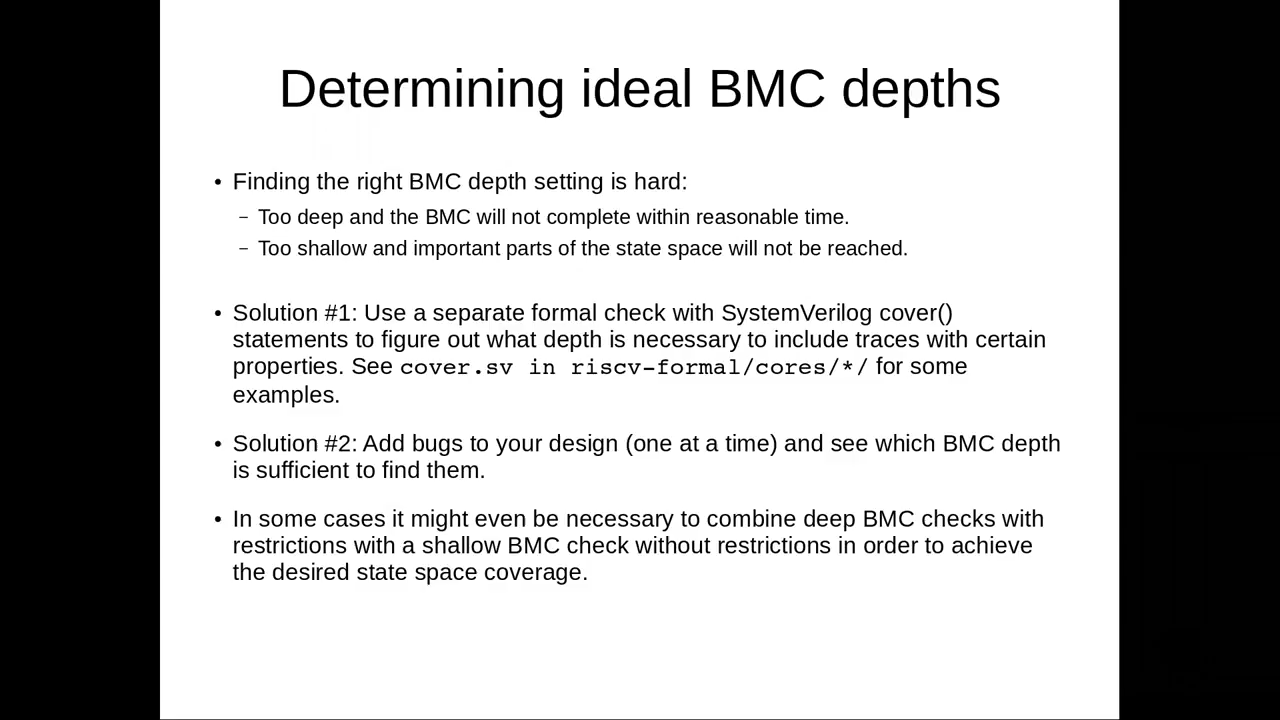 Determining ideal BMC depths
• Finding the right BMC depth setting is hard:
– Too deep and the BMC will not complete within reasonable time.
– Too shallow and important parts of the state space will not be reached.
• Solution #1: Use a separate formal check with SystemVerilog cover()
statements to figure out what depth is necessary to include traces with certain
properties. See cover.sv in riscv-formal/cores/*/ for some
examples.
• Solution #2: Add bugs to your design (one at a time) and see which BMC depth
is sufficient to find them.
• In some cases it might even be necessary to combine deep BMC checks with
restrictions with a shallow BMC check without restrictions in order to achieve
the desired state space coverage.